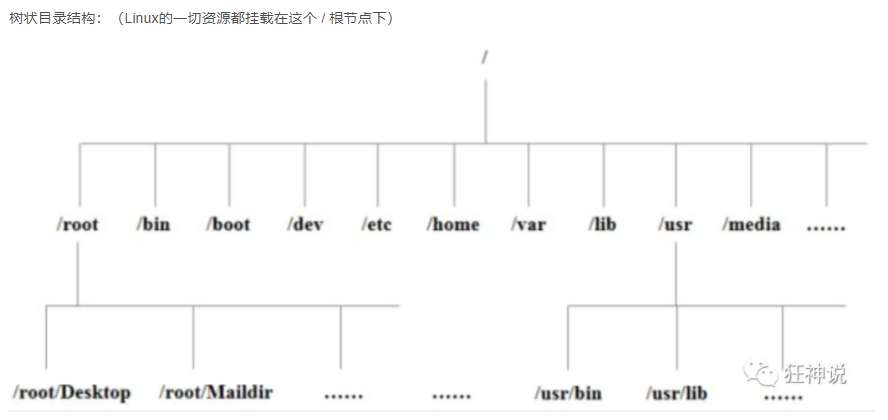 树状目录结构：（Linux的一切资源都挂载在这个 / 根节点下）
/
/root /bin /boot /dev /etc /home /var /lib /usr /media ……
/root/Desktop /root/Maildir …… …… /usr/bin /usr/lib ……
狂神说